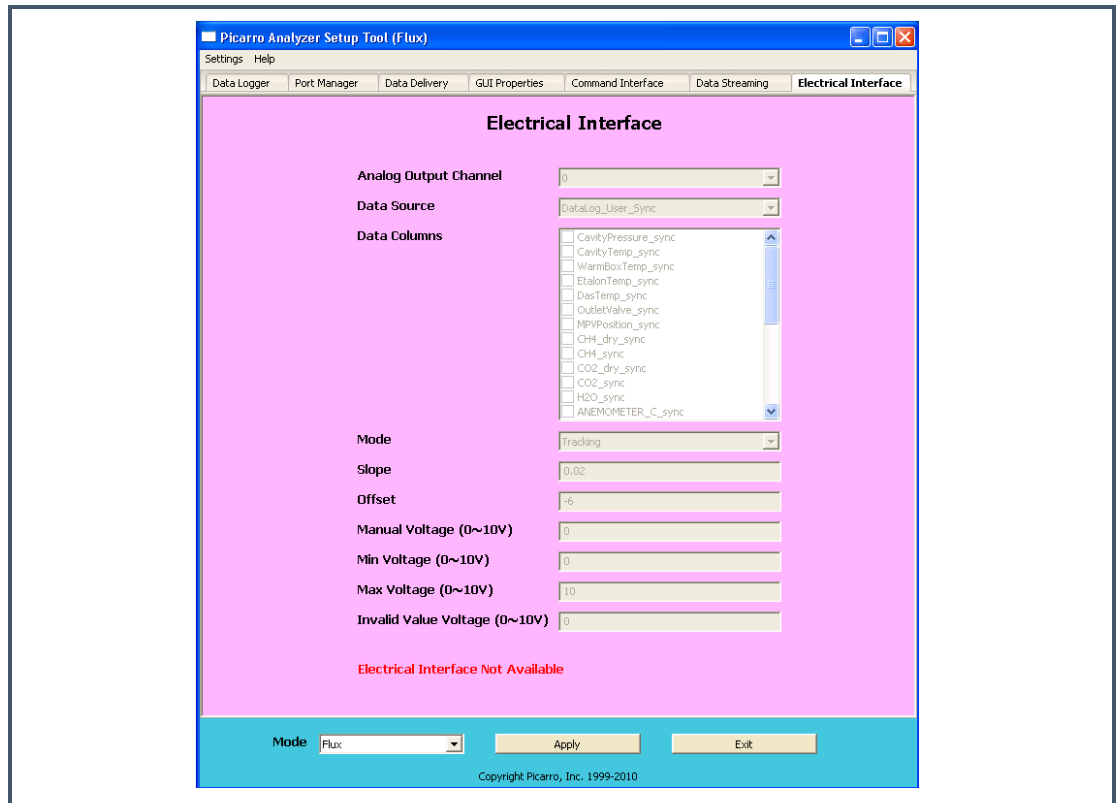 Picarro Analyzer Setup Tool (Flux)
Settings Help
Data Logger Port Manager Data Delivery GUI Properties Command Interface Data Streaming Electrical Interface
Electrical Interface
Analog Output Channel 0
Data Source DataLog_User_Sync
Data Columns CavityPressure_sync
CavityTemp_sync
WarmBoxTemp_sync
EtalonTemp_sync
DasTemp_sync
OutletValve_sync
MPVPosition_sync
CH4_dry_sync
CH4_sync
CO2_dry_sync
CO2_sync
H2O_sync
ANEMOMETER_C_sync
Mode Tracking
Slope 0.02
Offset -6
Manual Voltage (0~10V) 0
Min Voltage (0~10V) 0
Max Voltage (0~10V) 10
Invalid Value Voltage (0~10V) 0
Electrical Interface Not Available
Mode Flux Apply Exit
Copyright Picarro, Inc. 1999-2010